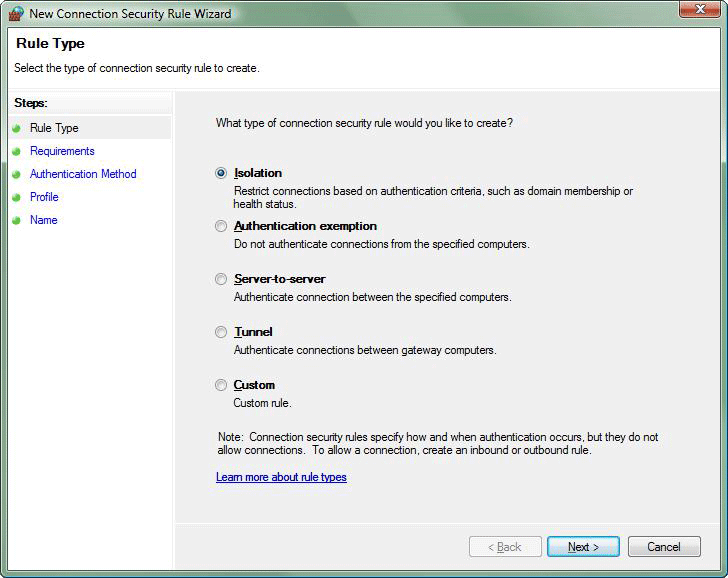 New Connection Security Rule Wizard
Rule Type
Select the type of connection security rule to create.
Steps:
Rule Type
Requirements
Authentication Method
Profile
Name
What type of connection security rule would you like to create?
Isolation
Restrict connections based on authentication criteria, such as domain membership or
health status.
Authentication exemption
Do not authenticate connections from the specified computers.
Server-to-server
Authenticate connection between the specified computers.
Tunnel
Authenticate connections between gateway computers.
Custom
Custom rule.
Note: Connection security rules specify how and when authentication occurs, but they do not
allow connections. To allow a connection, create an inbound or outbound rule.
Learn more about rule types
< Back
Next >
Cancel